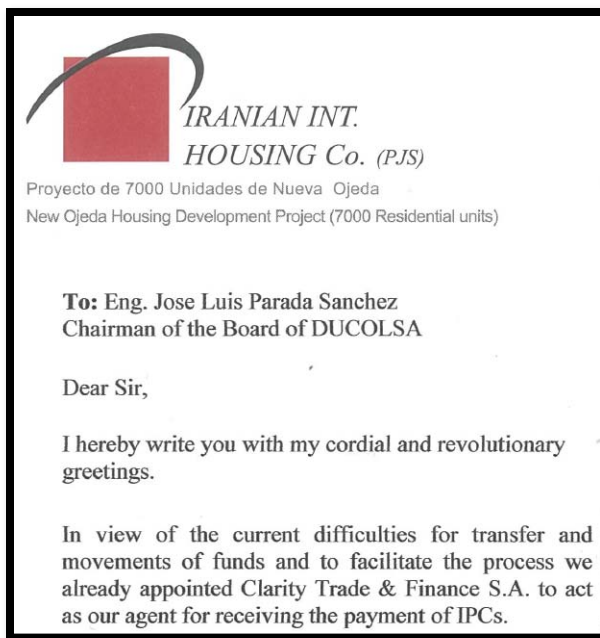 IRANIAN INT.
HOUSING Co. (PJS)
Proyecto de 7000 Unidades de Nueva Ojeda
New Ojeda Housing Development Project (7000 Residential units)
To: Eng. Jose Luis Parada Sanchez
Chairman of the Board of DUCOLSA
Dear Sir,
I hereby write you with my cordial and revolutionary
greetings.
In view of the current difficulties for transfer and
movements of funds and to facilitate the process we
already appointed Clarity Trade & Finance S.A. to act
as our agent for receiving the payment of IPCs.